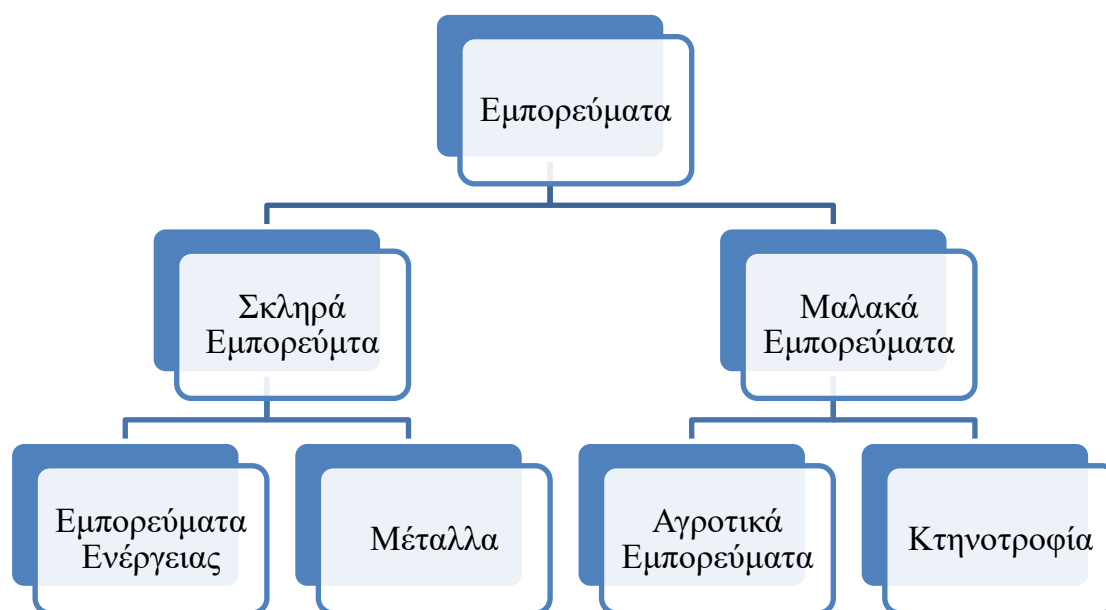 Εμπορεύματα
Σκληρά
Εμπορεύμτα
Μαλακά
Εμπορεύματα
Εμπορεύματα
Ενέργειας
Μέταλλα
Αγροτικά
Εμπορεύματα
Κτηνοτροφία